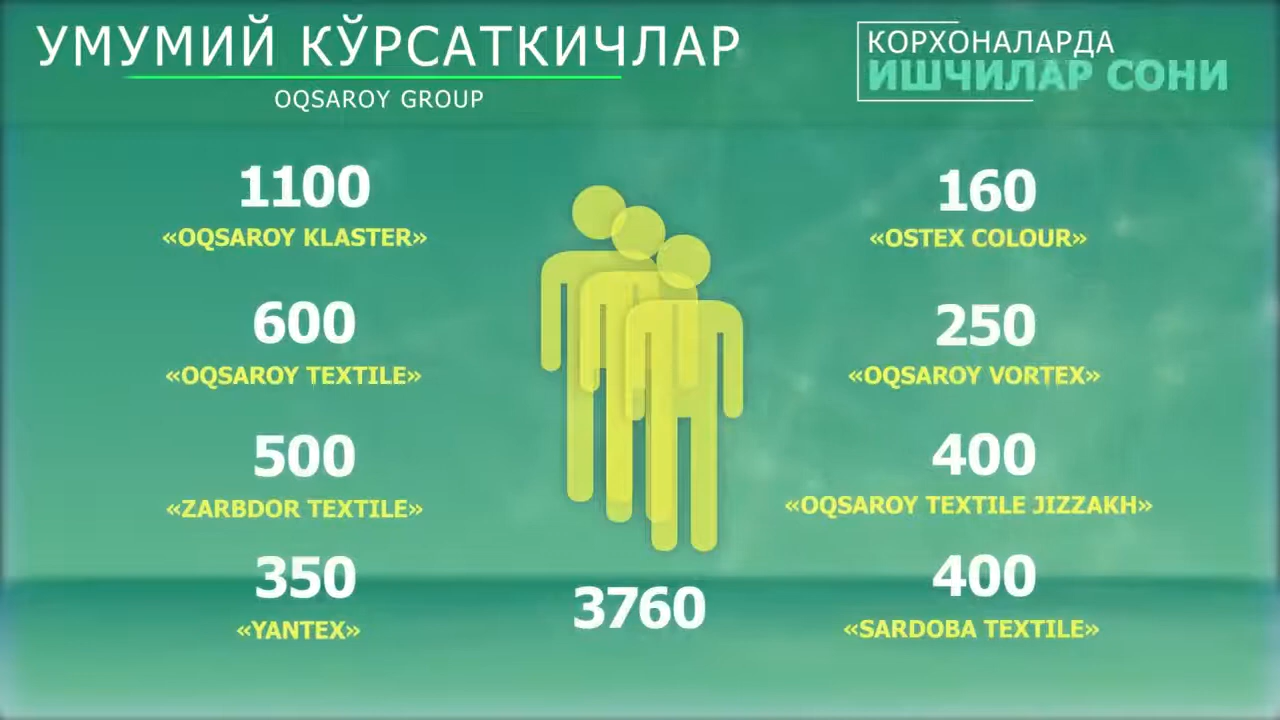 УМУМИЙ КЎРСАТКИЧЛАР
OQSAROY GROUP
КОРХОНАЛАРДА
ИШЧИЛАР СОНИ
1100
«OQSAROY KLASTER»
600
«OQSAROY TEXTILE»
500
«ZARBDOR TEXTILE»
350
«YANTEX»
3760
160
«OSTEX COLOUR»
250
«OQSAROY VORTEX»
400
«OQSAROY TEXTILE JIZZAKH»
400
«SARDOBA TEXTILE»